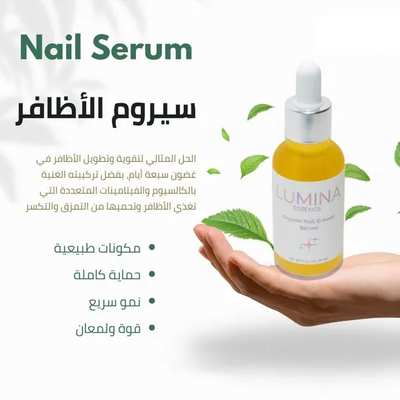 Nail Serum
سيروم الأظافر
الحل المثالي لتقوية وتطويل الأظافر في
غضون سبعة أيام، بفضل تركيبته الغنية
بالكالسيوم والفيتامينات المتعددة التي
تغذي الأظافر وتحميها من التمزق والتكسر
مكونات طبيعية
حماية كاملة
نمو سريع
قوة ولمعان
LUMINA
Serum